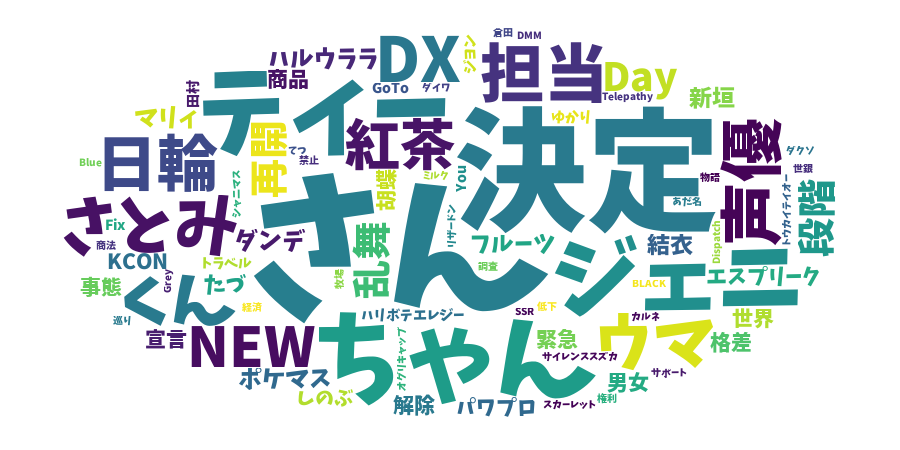 倉田
DMM
ハルウララ
DX
ジョン
担当
Day
商品
GoTo
ダイワ
Telepathy
新垣
田村
ティー
マリィ
再開
紅茶
ゆかり
決定
声優
ダクソ
Blue
日輪
てつ
禁止
物語
世銀
シャニマス
胡蝶
ミルク
You
あだ名
トウカイテイオー
段階
さとみ
Fix
商法
ダンデ
さん
乱舞
リザードン
フルーツ
ジェニー
結衣
Dispatch
KCON
トラベル
調査
エスプリーク
事態
くん
Grey
たづ
牧場
BLACK
経済
巡り
ハリボテエレジー
SSR
低下
カルネ
世界
宣言
NEW
ちゃん
オグリキャップ
緊急
ウマ
格差
サイレンススズカ
ポケマス
男女
サポート
しのぶ
解除
パワプロ
スカーレット
権利